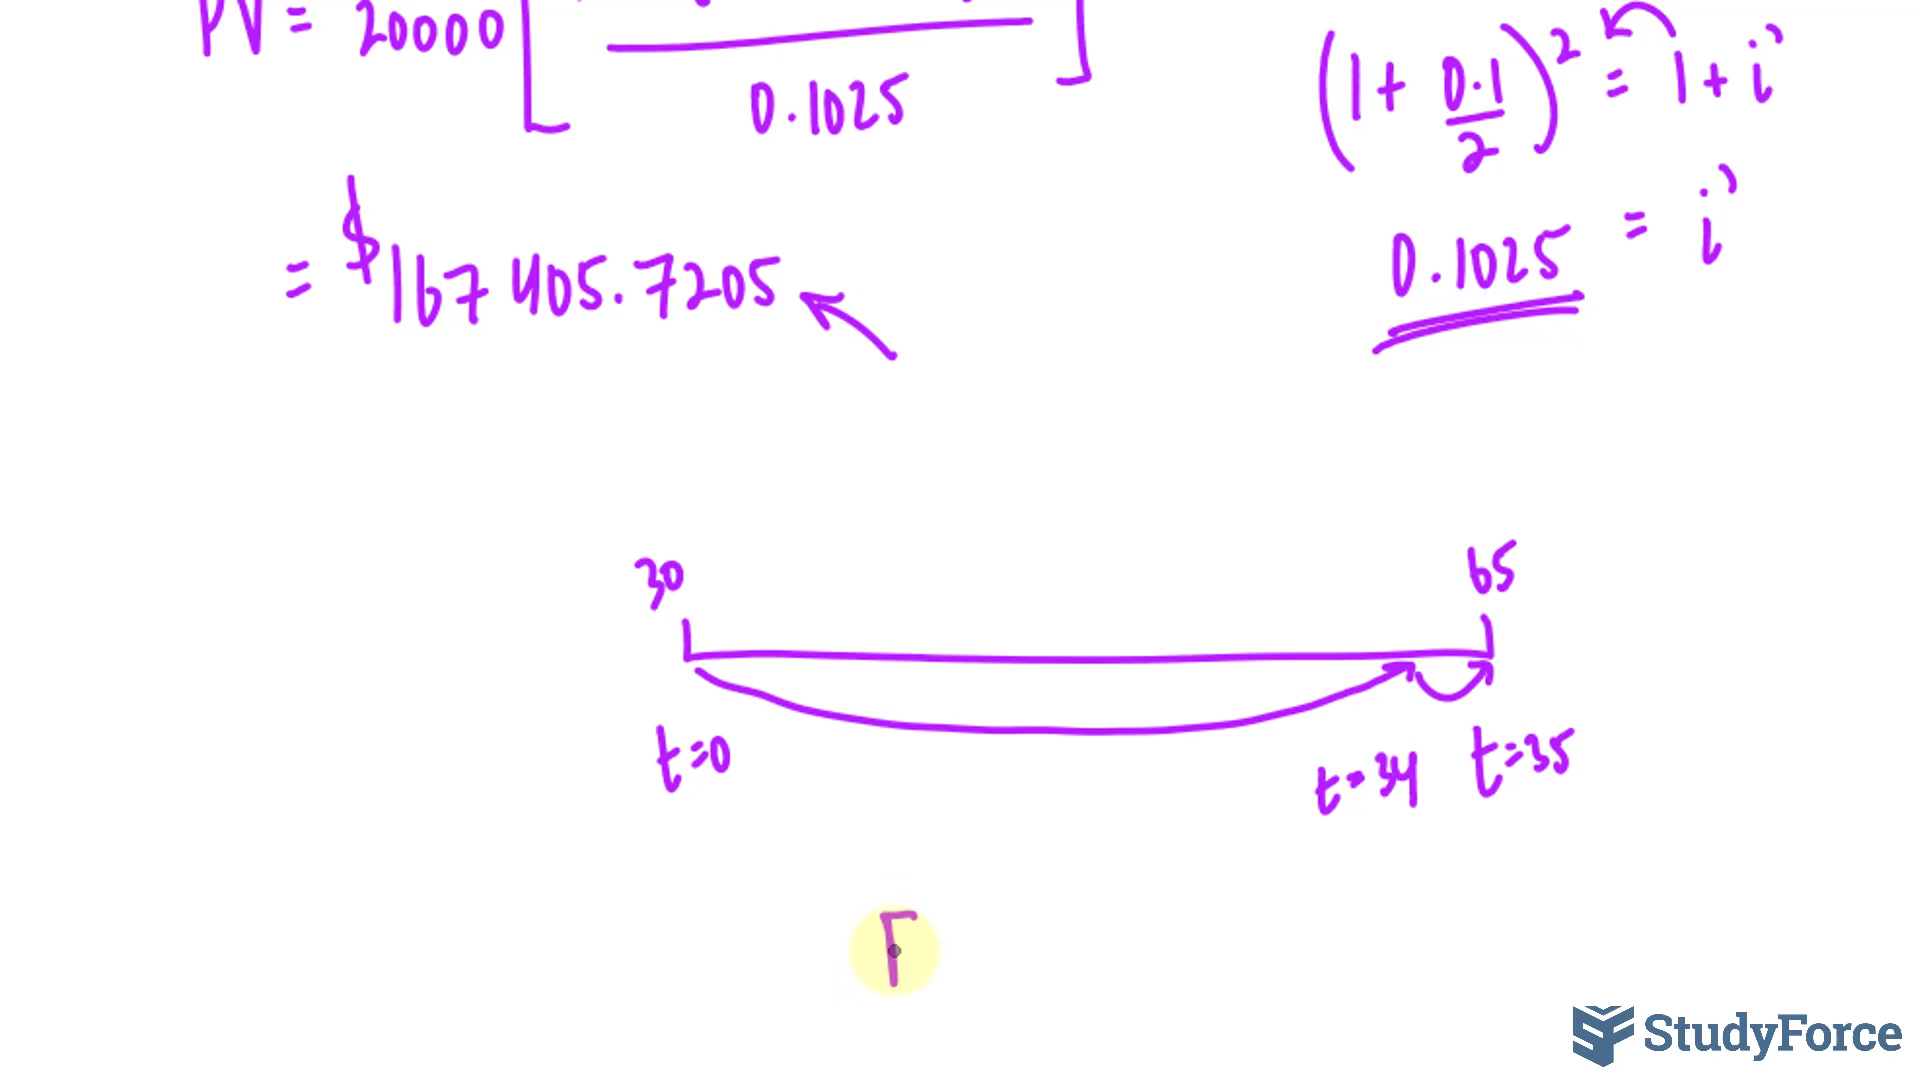 PV = 20000 [
0.1025
]
(1 + 0.1/2)² = 1 + i'
= $167 405.7205
0.1025 = i'
30
65
t=0
t=34
t=35
StudyForce